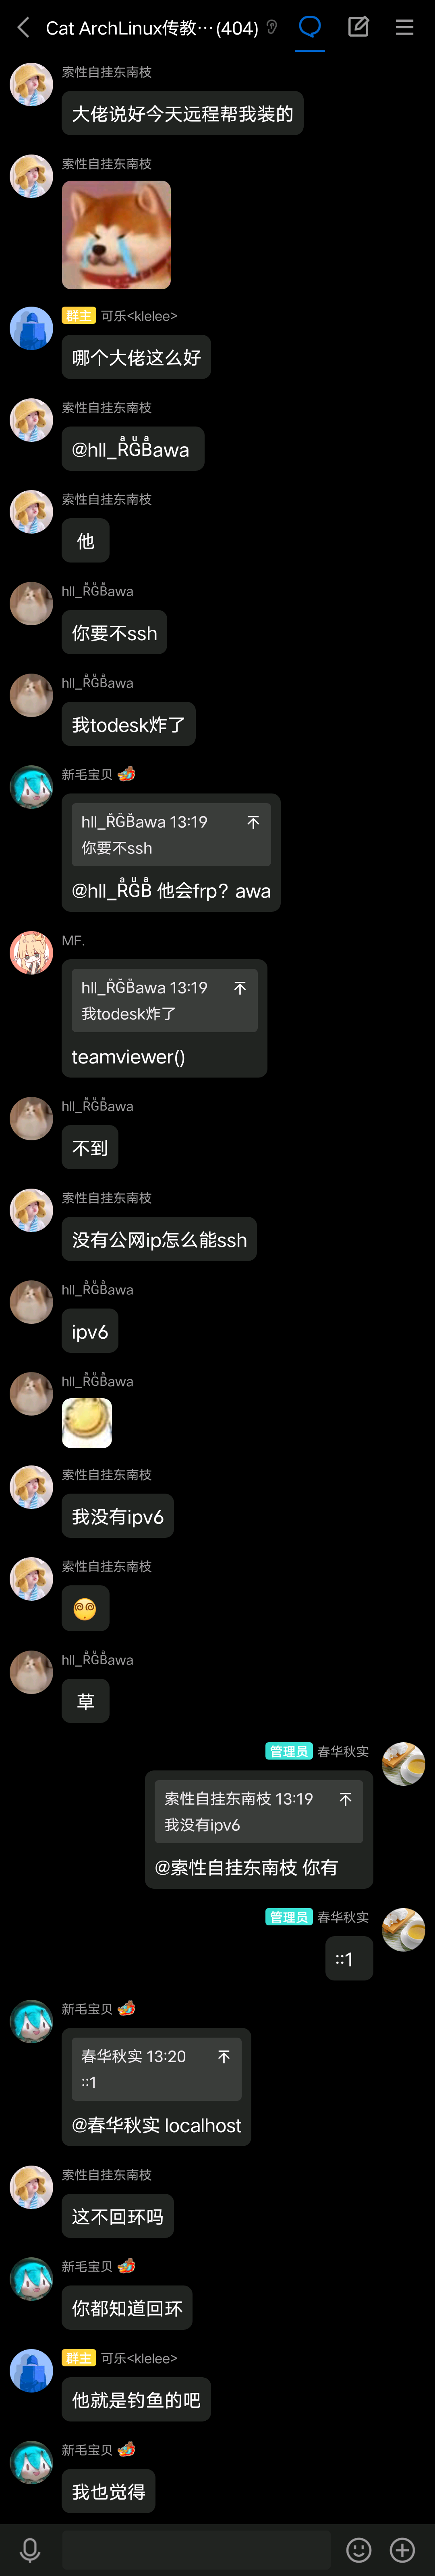 Cat ArchLinux传教…(404)
索性自挂东南枝
大佬说好今天远程帮我装的
索性自挂东南枝
群主 可乐<klelee>
哪个大佬这么好
索性自挂东南枝
@hll_RͣGͧBͣawa
索性自挂东南枝
他
hll_RͣGͧBͣawa
你要不ssh
hll_RͣGͧBͣawa
我todesk炸了
新毛宝贝
hll_RͣGͧBͣawa 13:19
你要不ssh
@hll_RͣGͧBͣ 他会frp？awa
MF.
hll_RͣGͧBͣawa 13:19
我todesk炸了
teamviewer()
hll_RͣGͧBͣawa
不到
索性自挂东南枝
没有公网ip怎么能ssh
hll_RͣGͧBͣawa
ipv6
hll_RͣGͧBͣawa
索性自挂东南枝
我没有ipv6
索性自挂东南枝
hll_RͣGͧBͣawa
草
管理员 春华秋实
索性自挂东南枝 13:19
我没有ipv6
@索性自挂东南枝 你有
管理员 春华秋实
::1
新毛宝贝
春华秋实 13:20
::1
@春华秋实 localhost
索性自挂东南枝
这不回环吗
新毛宝贝
你都知道回环
群主 可乐<klelee>
他就是钓鱼的吧
新毛宝贝
我也觉得